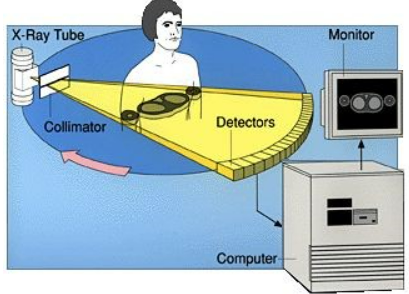 X-Ray Tube
Monitor
Collimator
Detectors
Computer